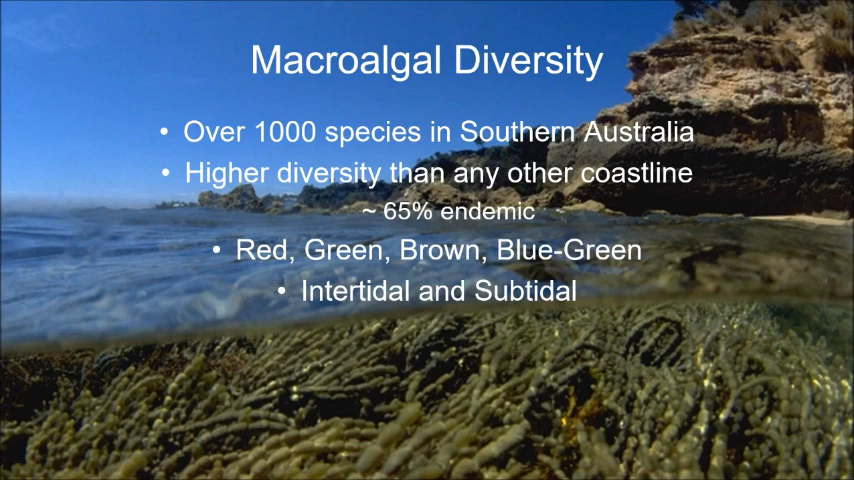 Macroalgal Diversity
• Over 1000 species in Southern Australia
• Higher diversity than any other coastline
~ 65% endemic
• Red, Green, Brown, Blue-Green
• Intertidal and Subtidal